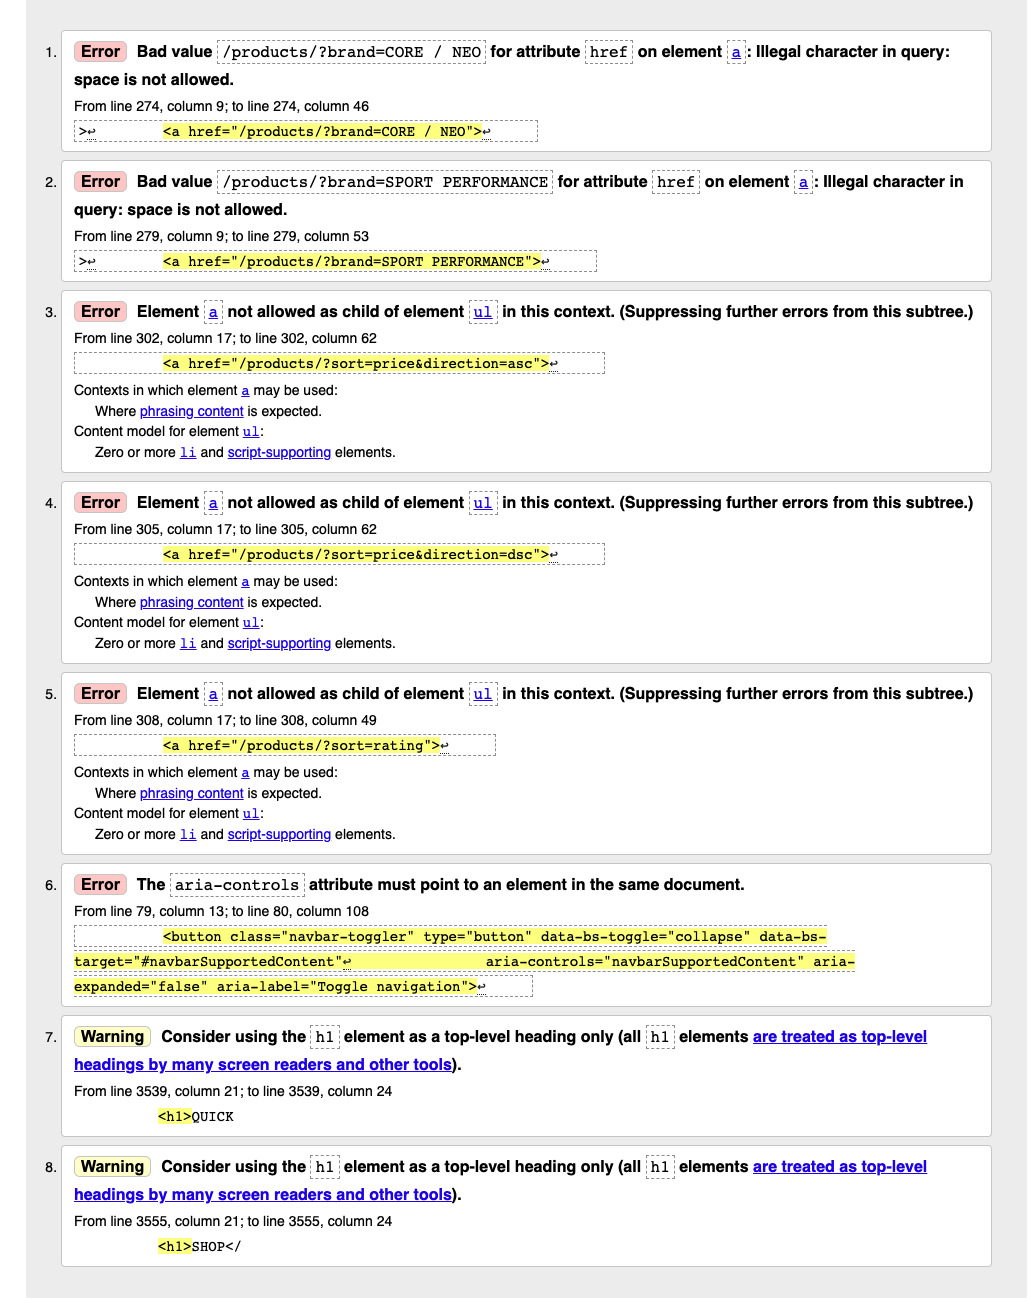 1. Error Bad value /products/?brand=CORE / NEO for attribute href on element a: Illegal character in query:
space is not allowed.
From line 274, column 9; to line 274, column 46
>↩ <a href="/products/?brand=CORE / NEO">↩
2. Error Bad value /products/?brand=SPORT PERFORMANCE for attribute href on element a: Illegal character in
query: space is not allowed.
From line 279, column 9; to line 279, column 53
>↩ <a href="/products/?brand=SPORT PERFORMANCE">↩
3. Error Element a not allowed as child of element ul in this context. (Suppressing further errors from this subtree.)
From line 302, column 17; to line 302, column 62
<a href="/products/?sort=price&direction=asc">↩
Contexts in which element a may be used:
Where phrasing content is expected.
Content model for element ul:
Zero or more li and script-supporting elements.
4. Error Element a not allowed as child of element ul in this context. (Suppressing further errors from this subtree.)
From line 305, column 17; to line 305, column 62
<a href="/products/?sort=price&direction=dsc">↩
Contexts in which element a may be used:
Where phrasing content is expected.
Content model for element ul:
Zero or more li and script-supporting elements.
5. Error Element a not allowed as child of element ul in this context. (Suppressing further errors from this subtree.)
From line 308, column 17; to line 308, column 49
<a href="/products/?sort=rating">↩
Contexts in which element a may be used:
Where phrasing content is expected.
Content model for element ul:
Zero or more li and script-supporting elements.
6. Error The aria-controls attribute must point to an element in the same document.
From line 79, column 13; to line 80, column 108
<button class="navbar-toggler" type="button" data-bs-toggle="collapse" data-bs-
target="#navbarSupportedContent"↩ aria-controls="navbarSupportedContent" aria-
expanded="false" aria-label="Toggle navigation">↩
7. Warning Consider using the h1 element as a top-level heading only (all h1 elements are treated as top-level
headings by many screen readers and other tools).
From line 3539, column 21; to line 3539, column 24
<h1>QUICK
8. Warning Consider using the h1 element as a top-level heading only (all h1 elements are treated as top-level
headings by many screen readers and other tools).
From line 3555, column 21; to line 3555, column 24
<h1>SHOP</